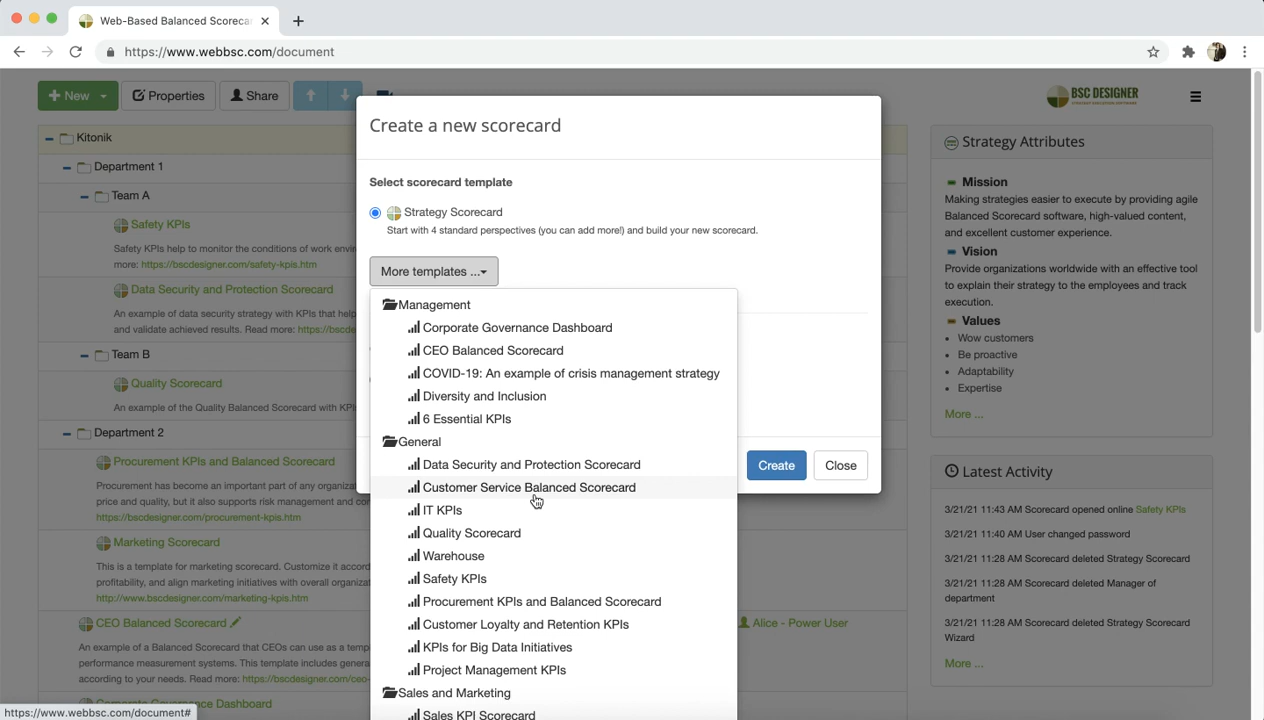 Web-Based Balanced Scoreca
https://www.webbsc.com/document
New
Properties
Share
BSC DESIGNER
Kitonik
Department 1
Team A
Safety KPIs
Safety KPIs help to monitor the conditions of work envir
more: https://bscdesigner.com/safety-kpis.htm
Data Security and Protection Scorecard
An example of data security strategy with KPIs that help
and validate achieved results. Read more: https://bscde
Team B
Quality Scorecard
An example of the Quality Balanced Scorecard with KPI
Department 2
Procurement KPIs and Balanced Scorecard
Procurement has become an important part of any organiza
price and quality, but it also supports risk management and co
https://bscdesigner.com/procurement-kpis.htm
Marketing Scorecard
This is a template for marketing scorecard. Customize it accord
profitability, and align marketing initiatives with overall organizat
http://www.bscdesigner.com/marketing-kpis.htm
CEO Balanced Scorecard
Alice - Power User
An example of a Balanced Scorecard that CEOs can use as a temp
performance measurement systems. This template includes genera
according to your needs. Read more: https://bscdesigner.com/ceo-
Corporate Governance Dashboard
https://www.webbsc.com/document#
Create a new scorecard
Select scorecard template
Strategy Scorecard
Start with 4 standard perspectives (you can add more!) and build your new scorecard.
More templates ...
Management
Corporate Governance Dashboard
CEO Balanced Scorecard
COVID-19: An example of crisis management strategy
Diversity and Inclusion
6 Essential KPIs
General
Data Security and Protection Scorecard
Customer Service Balanced Scorecard
IT KPIs
Quality Scorecard
Warehouse
Safety KPIs
Procurement KPIs and Balanced Scorecard
Customer Loyalty and Retention KPIs
KPIs for Big Data Initiatives
Project Management KPIs
Sales and Marketing
Sales KPI Scorecard
Create
Close
Strategy Attributes
Mission
Making strategies easier to execute by providing agile
Balanced Scorecard software, high-valued content,
and excellent customer experience.
Vision
Provide organizations worldwide with an effective tool
to explain their strategy to the employees and track
execution.
Values
Wow customers
Be proactive
Adaptability
Expertise
More ...
Latest Activity
3/21/21 11:43 AM Scorecard opened online Safety KPIs
3/21/21 11:40 AM User changed password
3/21/21 11:28 AM Scorecard deleted Strategy Scorecard
3/21/21 11:28 AM Scorecard deleted Manager of
department
3/21/21 11:28 AM Scorecard deleted Strategy Scorecard
Wizard
More ...